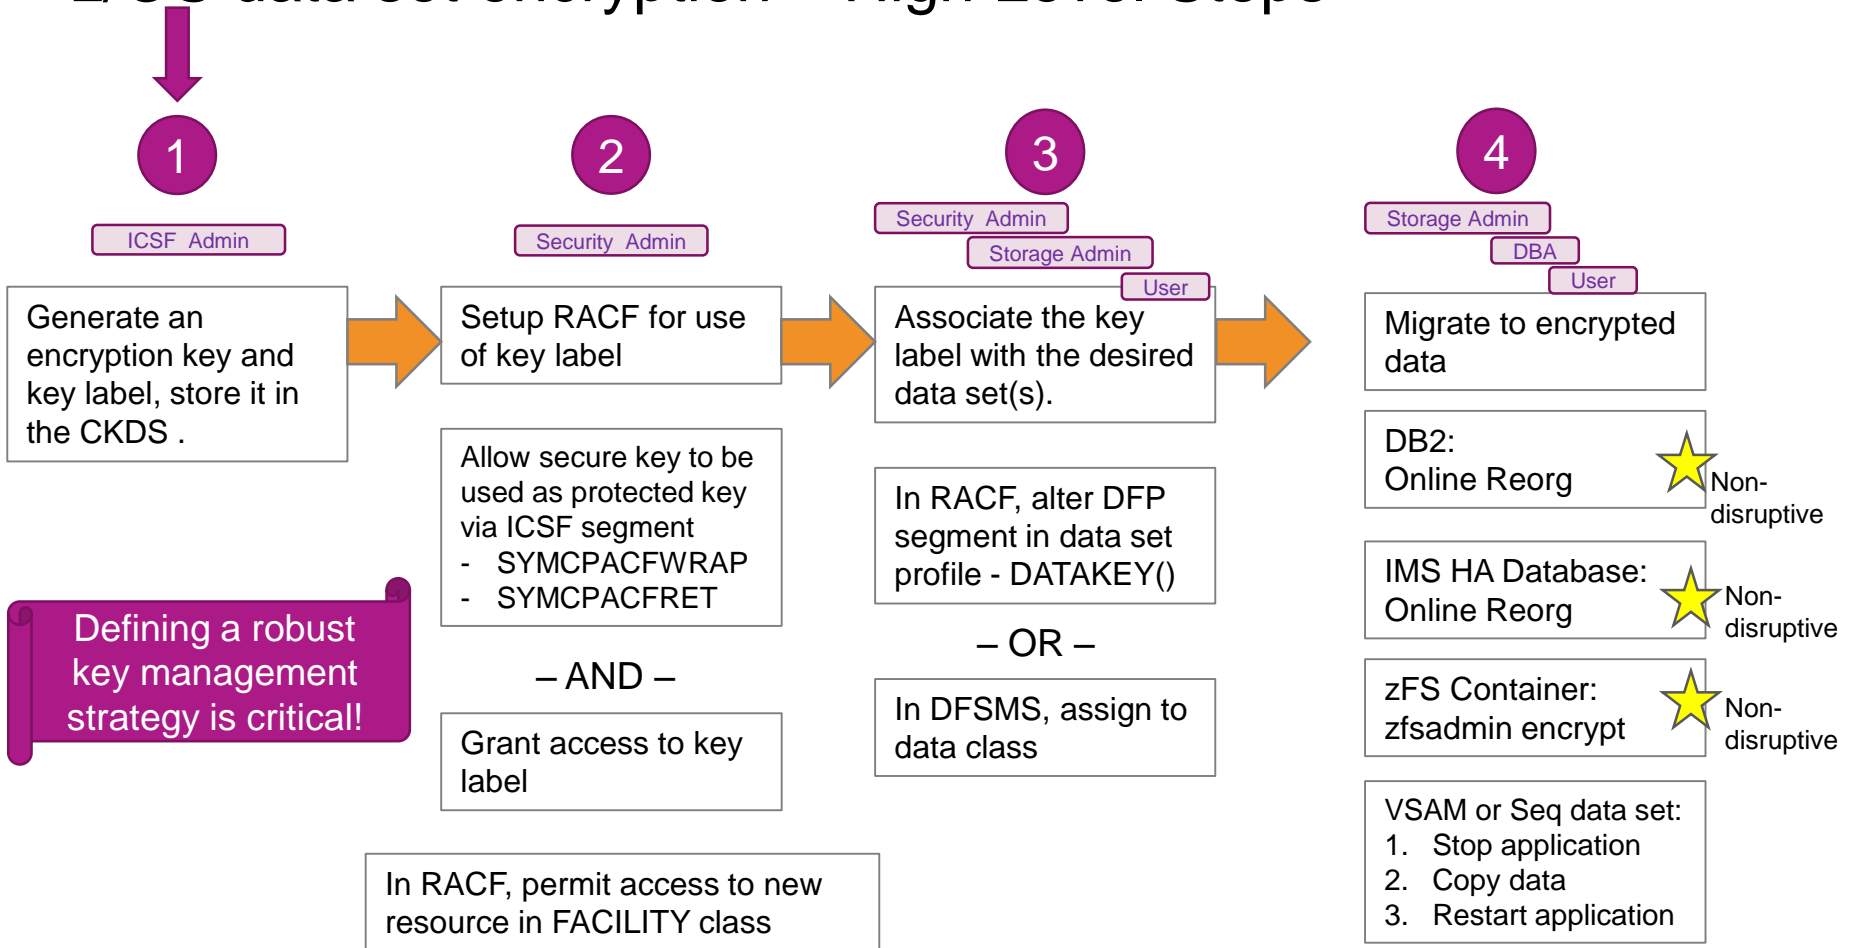 z/OS data set encryption – High Level Steps
1
ICSF Admin
Generate an
encryption key and
key label, store it in
the CKDS .
Defining a robust
key management
strategy is critical!
2
Security Admin
Setup RACF for use
of key label
Allow secure key to be
used as protected key
via ICSF segment
- SYMCPACFWRAP
- SYMCPACFRET
– AND –
Grant access to key
label
In RACF, permit access to new
resource in FACILITY class
3
Security Admin
Storage Admin
User
Associate the key
label with the desired
data set(s).
In RACF, alter DFP
segment in data set
profile - DATAKEY()
– OR –
In DFSMS, assign to
data class
4
Storage Admin
DBA
User
Migrate to encrypted
data
DB2:
Online Reorg
Non-
disruptive
IMS HA Database:
Online Reorg
Non-
disruptive
zFS Container:
zfsadmin encrypt
Non-
disruptive
VSAM or Seq data set:
1. Stop application
2. Copy data
3. Restart application